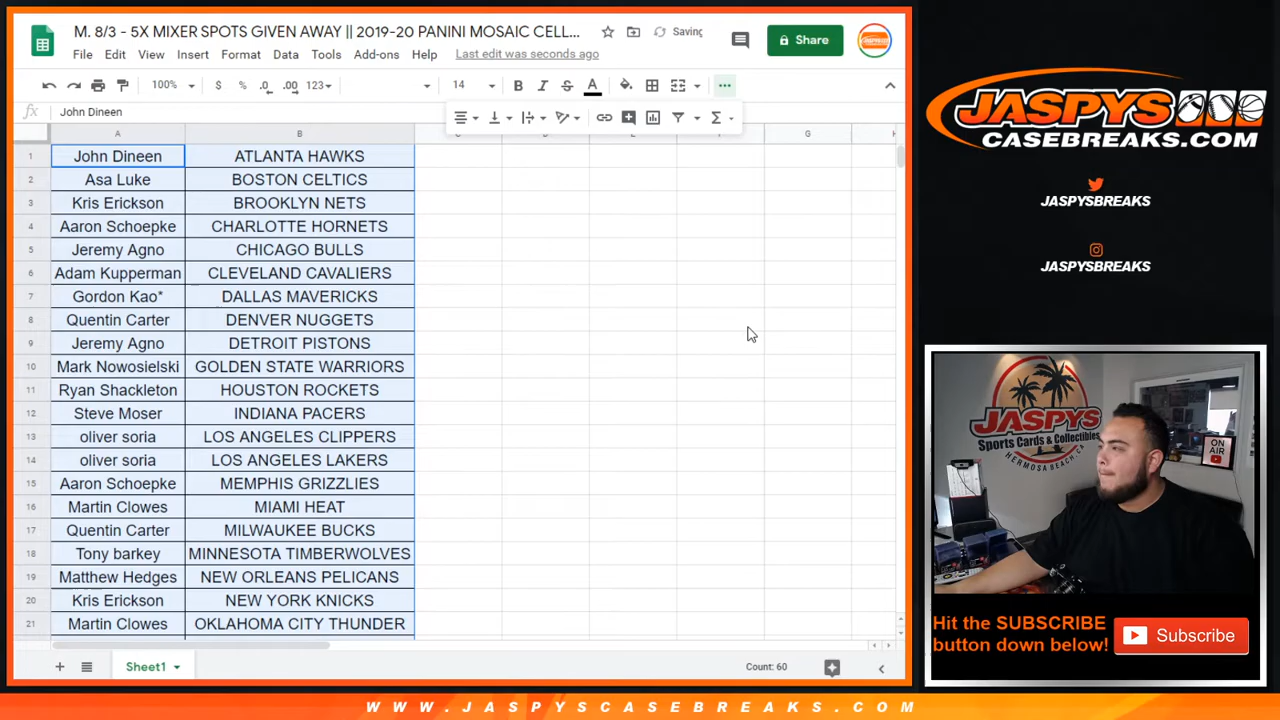 M. 8/3 - 5X MIXER SPOTS GIVEN AWAY || 2019-20 PANINI MOSAIC CELL...
Saving
Share
File Edit View Insert Format Data Tools Add-ons Help Last edit was seconds ago
100% $ % .0 .00 123 14 B I S A
fx John Dineen
A B G
1 John Dineen ATLANTA HAWKS
2 Asa Luke BOSTON CELTICS
3 Kris Erickson BROOKLYN NETS
4 Aaron Schoepke CHARLOTTE HORNETS
5 Jeremy Agno CHICAGO BULLS
6 Adam Kupperman CLEVELAND CAVALIERS
7 Gordon Kao* DALLAS MAVERICKS
8 Quentin Carter DENVER NUGGETS
9 Jeremy Agno DETROIT PISTONS
10 Mark Nowosielski GOLDEN STATE WARRIORS
11 Ryan Shackleton HOUSTON ROCKETS
12 Steve Moser INDIANA PACERS
13 oliver soria LOS ANGELES CLIPPERS
14 oliver soria LOS ANGELES LAKERS
15 Aaron Schoepke MEMPHIS GRIZZLIES
16 Martin Clowes MIAMI HEAT
17 Quentin Carter MILWAUKEE BUCKS
18 Tony barkey MINNESOTA TIMBERWOLVES
19 Matthew Hedges NEW ORLEANS PELICANS
20 Kris Erickson NEW YORK KNICKS
21 Martin Clowes OKLAHOMA CITY THUNDER
Sheet1
Count: 60
JASPYS
CASEBREAKS.COM
JASPYSBREAKS
JASPYSBREAKS
JASPYS
Sports Cards & Collectibles
HERMOSA BEACH, CA
ON AIR
Hit the SUBSCRIBE
button down below!
Subscribe
WWW.JASPYSCASEBREAKS.COM